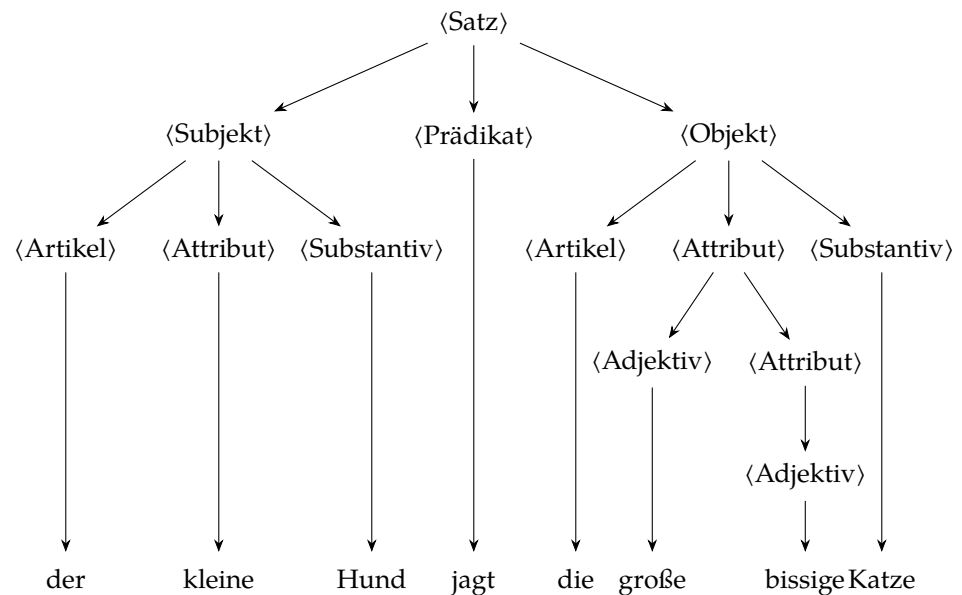 ⟨Satz⟩
⟨Subjekt⟩ ⟨Prädikat⟩ ⟨Objekt⟩
⟨Artikel⟩ ⟨Attribut⟩ ⟨Substantiv⟩ ⟨Artikel⟩ ⟨Attribut⟩ ⟨Substantiv⟩
⟨Adjektiv⟩ ⟨Attribut⟩
⟨Adjektiv⟩
der kleine Hund jagt die große bissige Katze